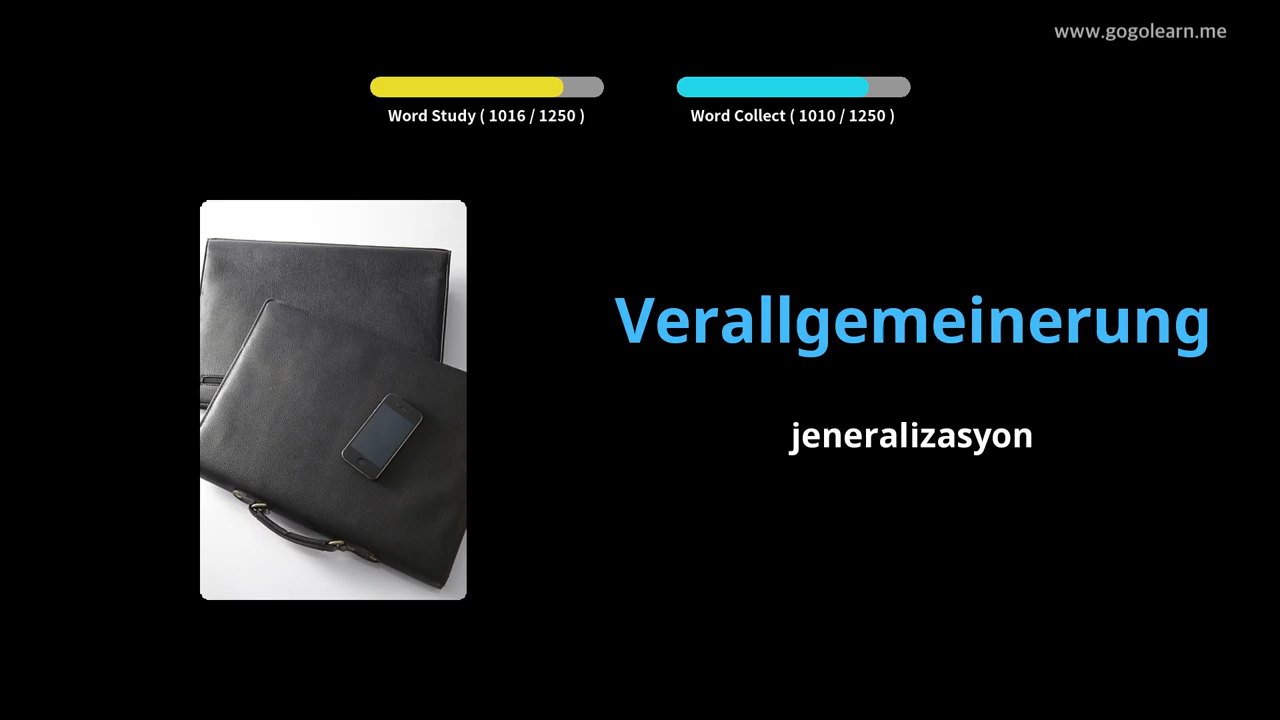 www.gogolearn.me
Word Study ( 1016 / 1250 )
Word Collect ( 1010 / 1250 )
Verallgemeinerung
jeneralizasyon